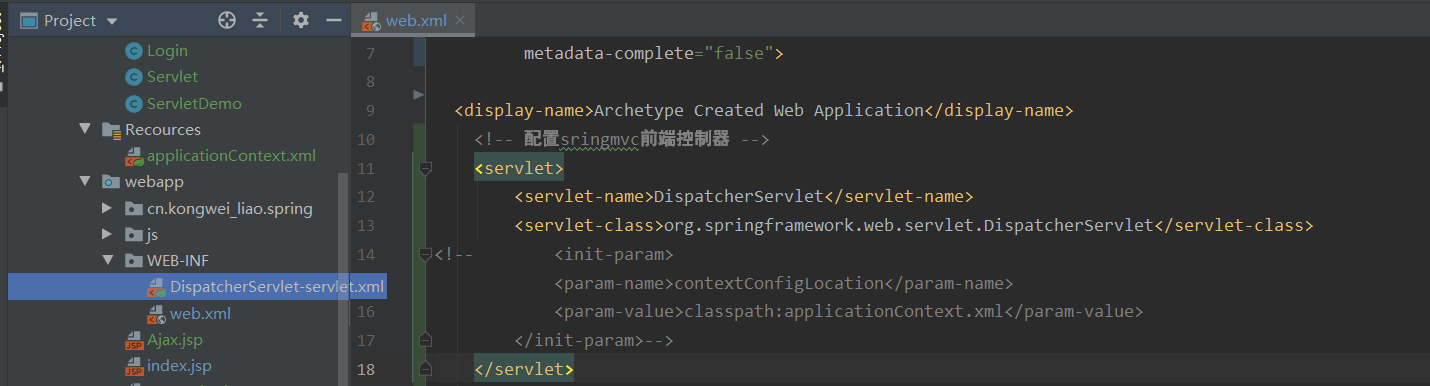 Project
web.xml
Login
Servlet
ServletDemo
Recources
applicationContext.xml
webapp
cn.kongwei_liao.spring
js
WEB-INF
DispatcherServlet-servlet.xml
web.xml
Ajax.jsp
index.jsp
7 metadata-complete="false">
8
9 <display-name>Archetype Created Web Application</display-name>
10 <!-- 配置sringmvc前端控制器 -->
11 <servlet>
12 <servlet-name>DispatcherServlet</servlet-name>
13 <servlet-class>org.springframework.web.servlet.DispatcherServlet</servlet-class>
14 <!-- <init-param>
<param-name>contextConfigLocation</param-name>
16 <param-value>classpath:applicationContext.xml</param-value>
17 </init-param>-->
18 </servlet>